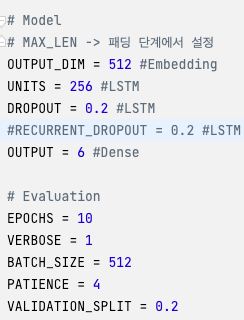 # Model
# MAX_LEN -> 패딩 단계에서 설정
OUTPUT_DIM = 512 #Embedding
UNITS = 256 #LSTM
DROPOUT = 0.2 #LSTM
#RECURRENT_DROPOUT = 0.2 #LSTM
OUTPUT = 6 #Dense
# Evaluation
EPOCHS = 10
VERBOSE = 1
BATCH_SIZE = 512
PATIENCE = 4
VALIDATION_SPLIT = 0.2